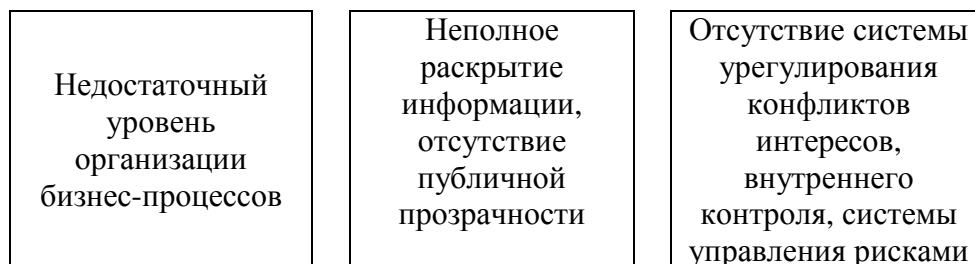 Недостаточный
уровень
организации
бизнес-процессов
Неполное
раскрытие
информации,
отсутствие
публичной
прозрачности
Отсутствие системы
урегулирования
конфликтов
интересов,
внутреннего
контроля, системы
управления рисками